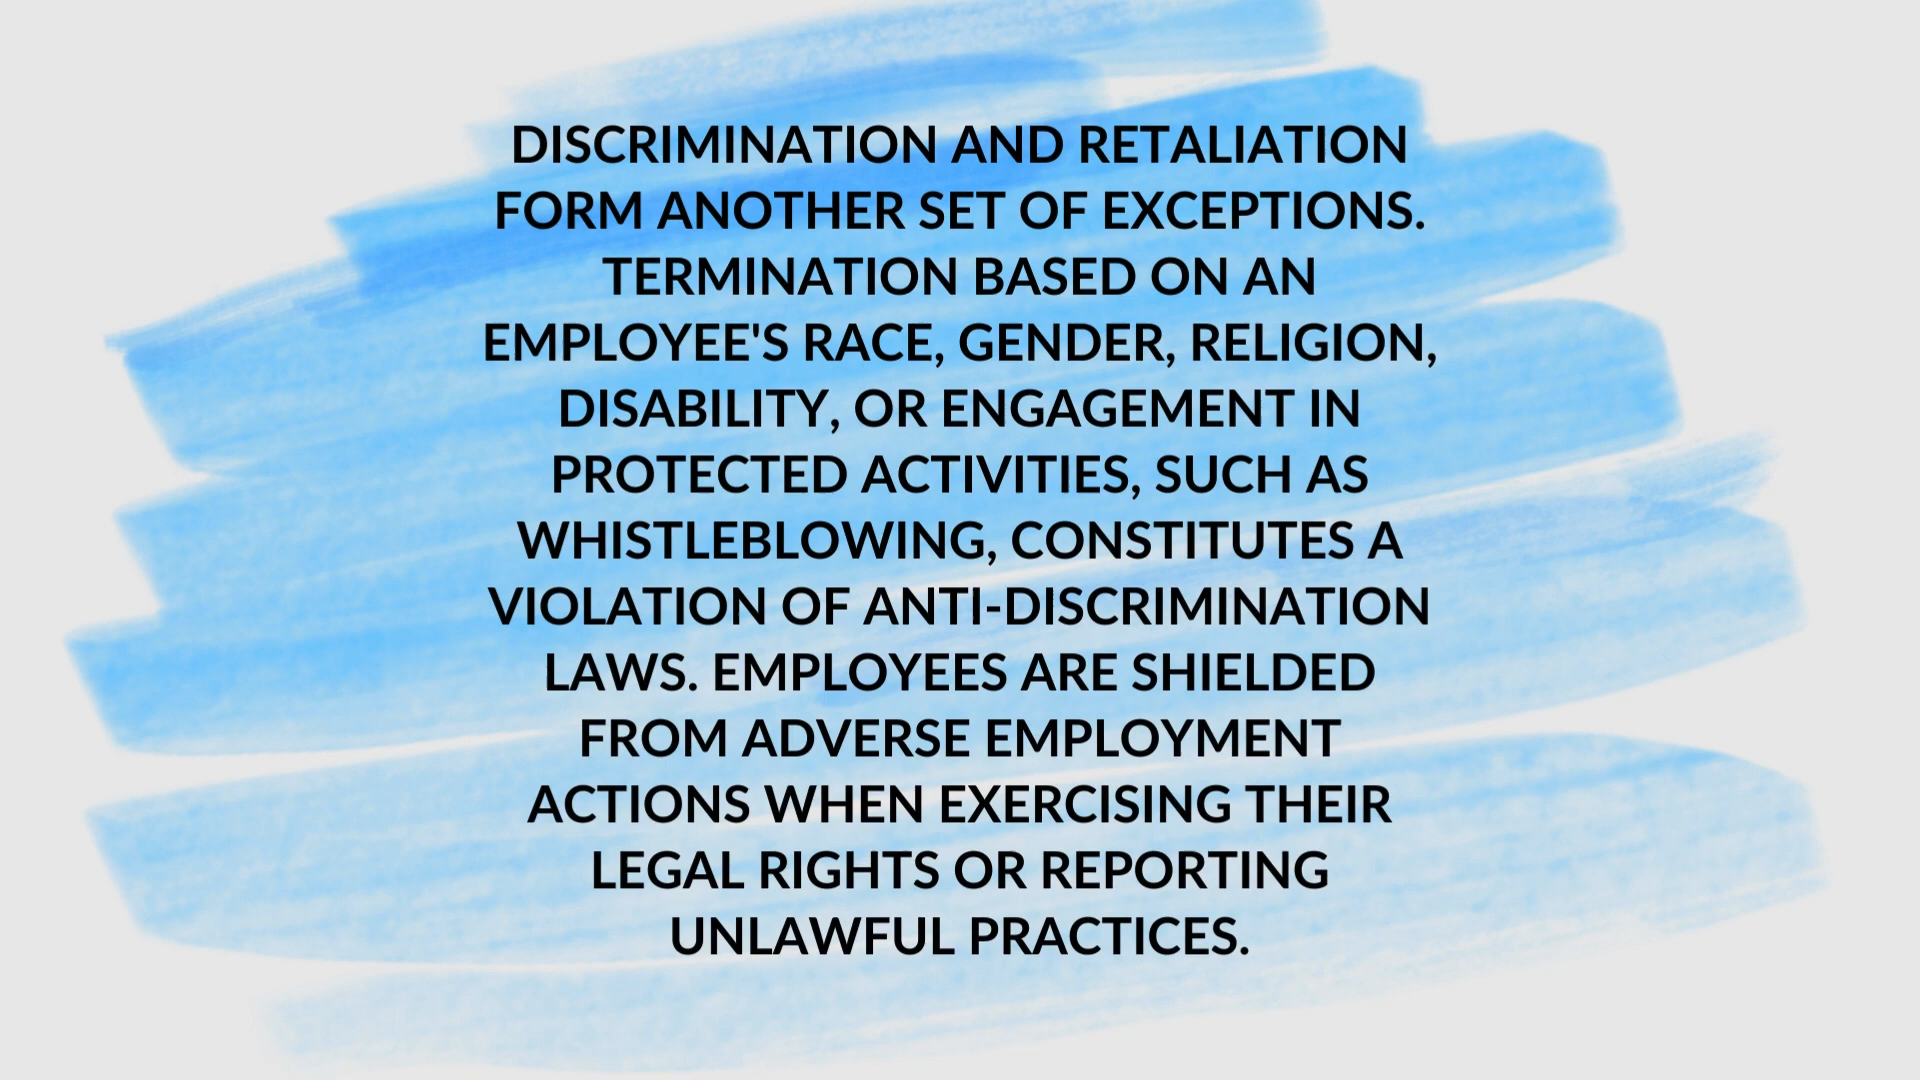 DISCRIMINATION AND RETALIATION
FORM ANOTHER SET OF EXCEPTIONS.
TERMINATION BASED ON AN
EMPLOYEE'S RACE, GENDER, RELIGION,
DISABILITY, OR ENGAGEMENT IN
PROTECTED ACTIVITIES, SUCH AS
WHISTLEBLOWING, CONSTITUTES A
VIOLATION OF ANTI-DISCRIMINATION
LAWS. EMPLOYEES ARE SHIELDED
FROM ADVERSE EMPLOYMENT
ACTIONS WHEN EXERCISING THEIR
LEGAL RIGHTS OR REPORTING
UNLAWFUL PRACTICES.